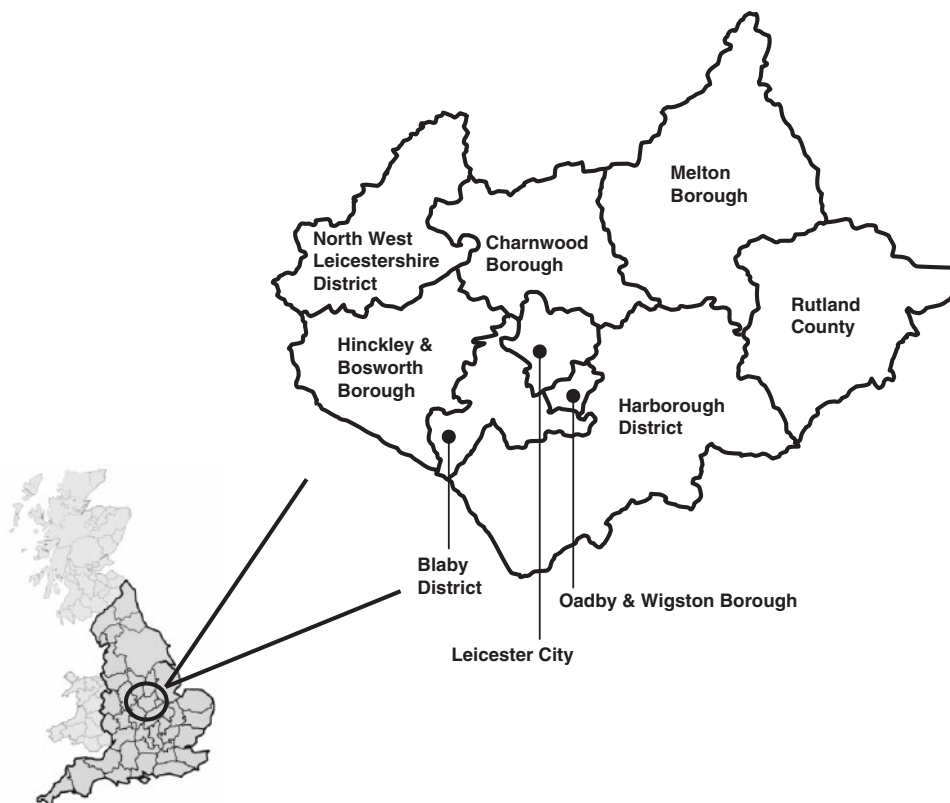 Melton
Borough
North West
Leicestershire
District
Charnwood
Borough
Rutland
County
Hinckley &
Bosworth
Borough
Harborough
District
Blaby
District
Oadby & Wigston Borough
Leicester City